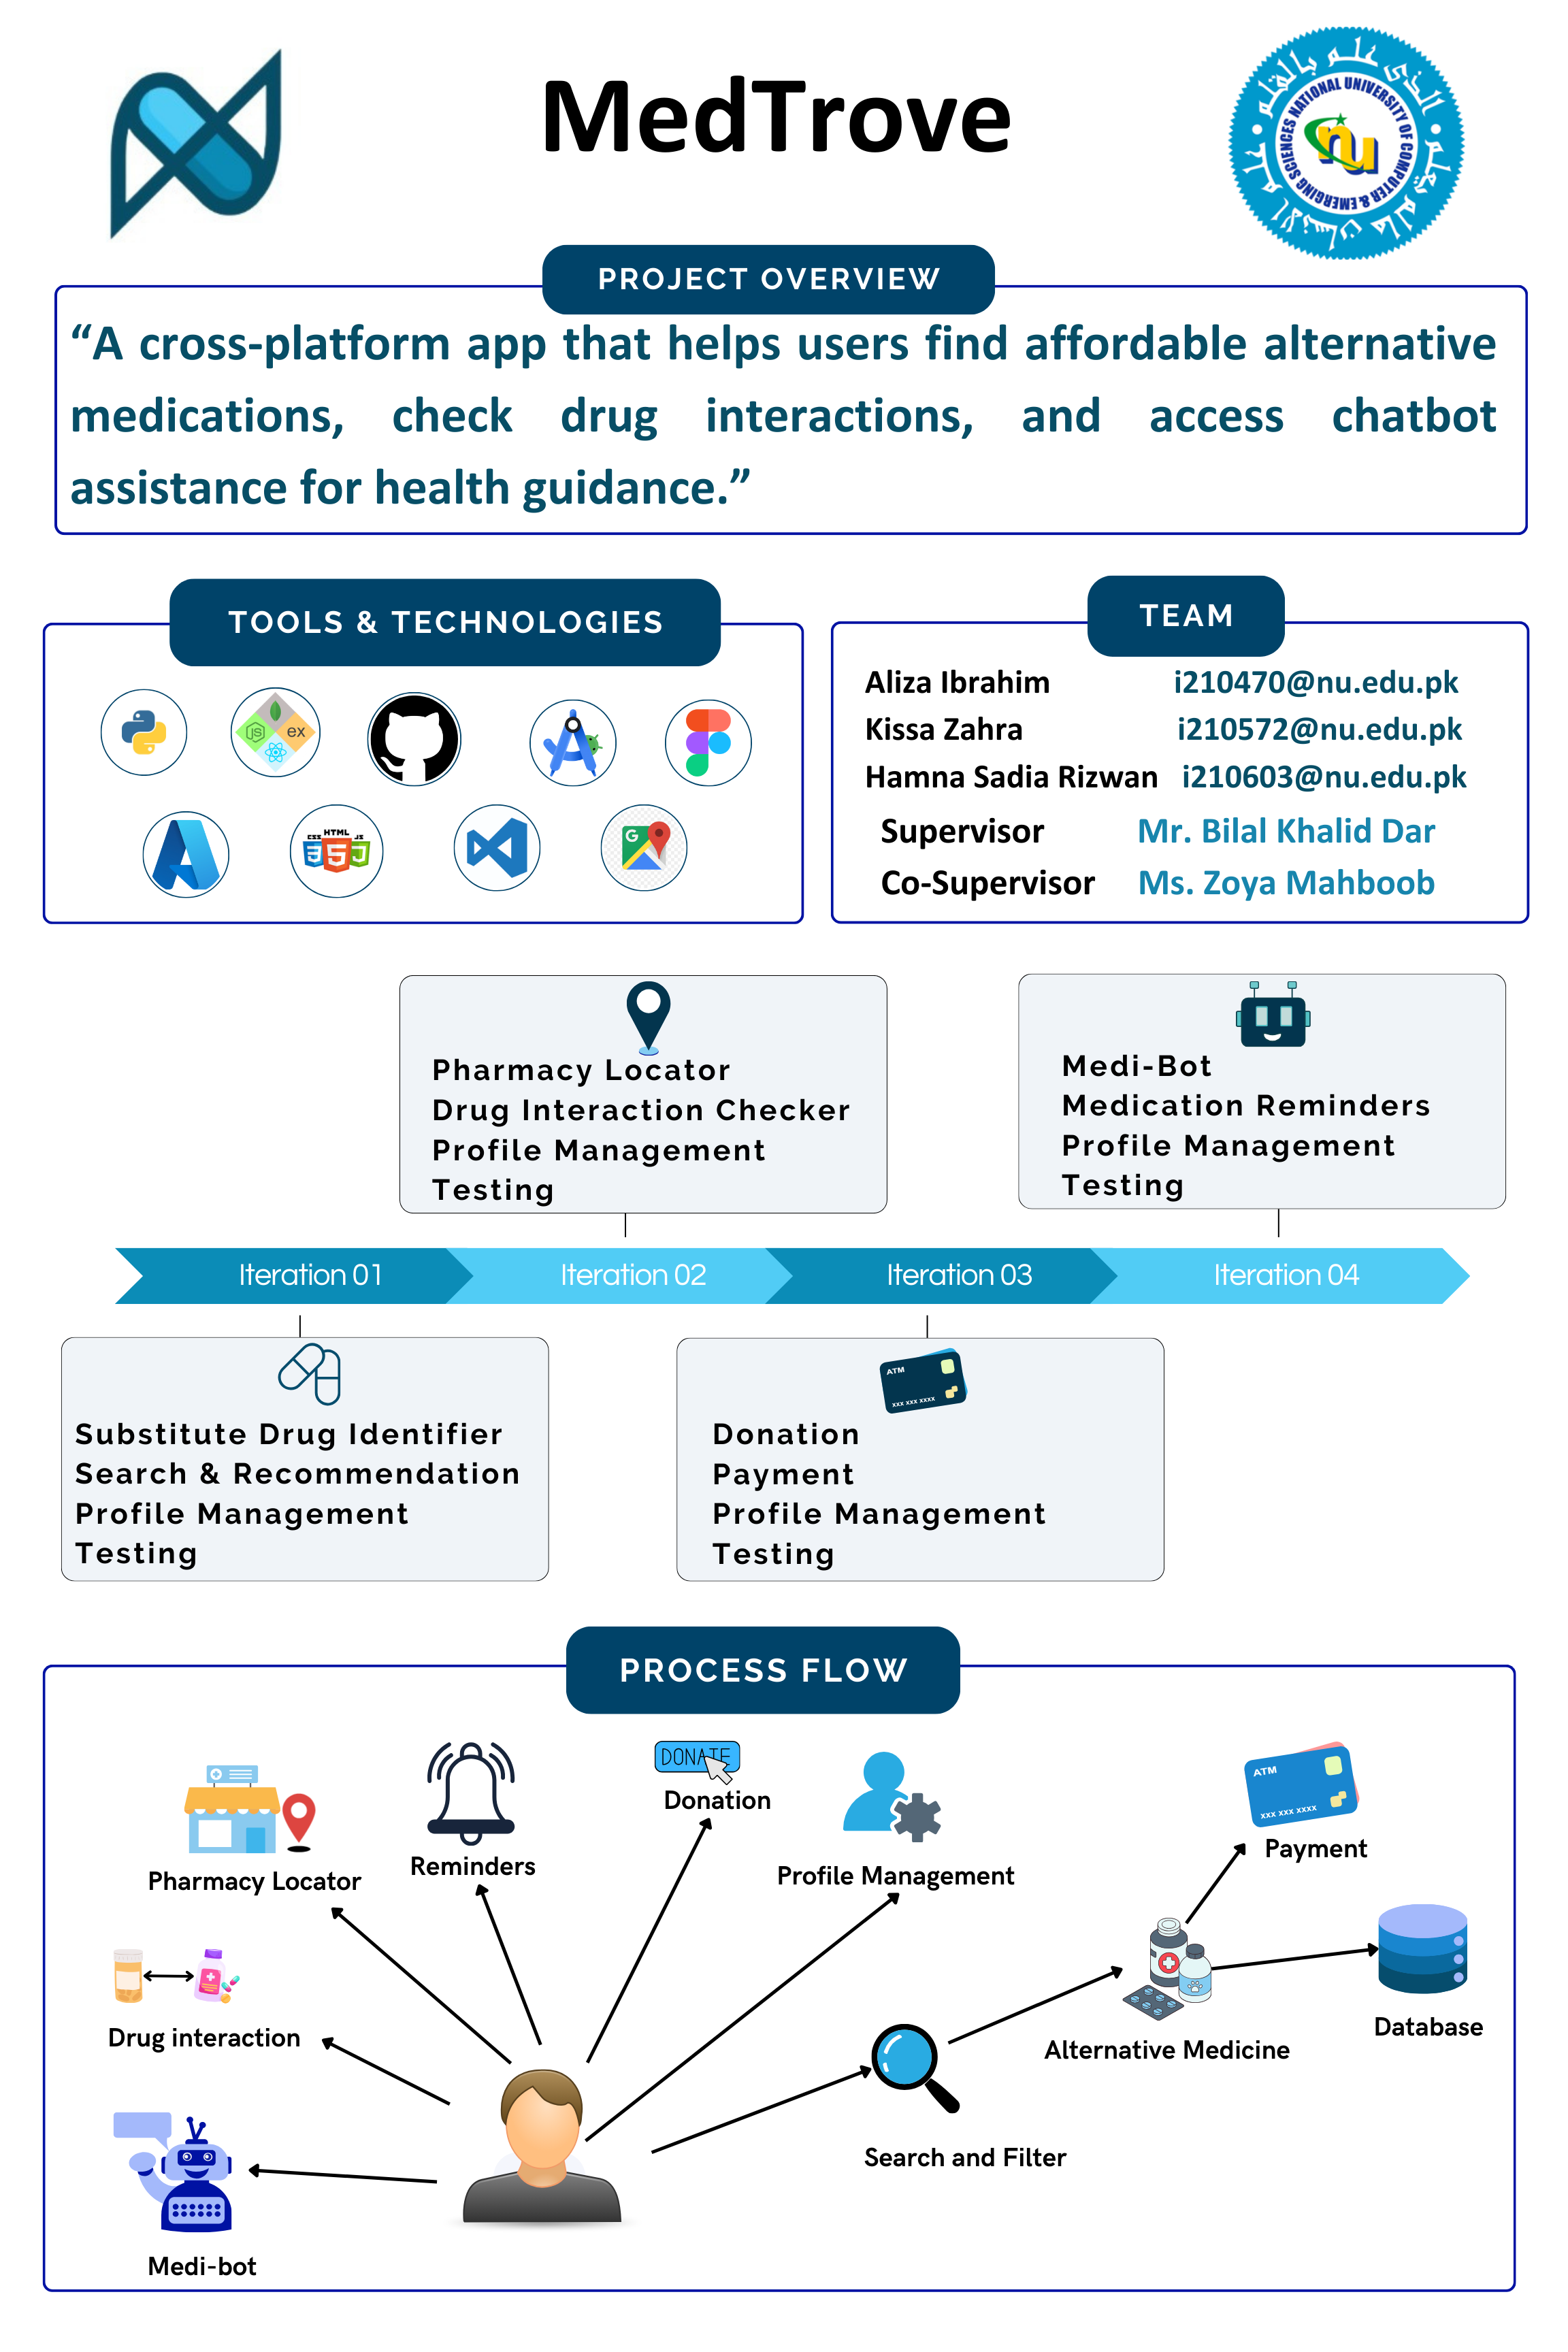 MedTrove
NATIONAL UNIVERSITY OF COMPUTER & EMERGING SCIENCES
nu
PROJECT OVERVIEW
“A cross-platform app that helps users find affordable alternative
medications, check drug interactions, and access chatbot
assistance for health guidance.”
TOOLS & TECHNOLOGIES
JS
ex
CSS HTML JS
G
TEAM
Aliza Ibrahim i210470@nu.edu.pk
Kissa Zahra i210572@nu.edu.pk
Hamna Sadia Rizwan i210603@nu.edu.pk
Supervisor Mr. Bilal Khalid Dar
Co-Supervisor Ms. Zoya Mahboob
Pharmacy Locator
Drug Interaction Checker
Profile Management
Testing
Medi-Bot
Medication Reminders
Profile Management
Testing
Iteration 01
Iteration 02
Iteration 03
Iteration 04
Substitute Drug Identifier
Search & Recommendation
Profile Management
Testing
ATM
xxx xxx xxxx
Donation
Payment
Profile Management
Testing
PROCESS FLOW
Pharmacy Locator
Reminders
DONATE
Donation
Profile Management
ATM
xxx xxx xxxx
Payment
Drug interaction
Alternative Medicine
Database
Search and Filter
Medi-bot